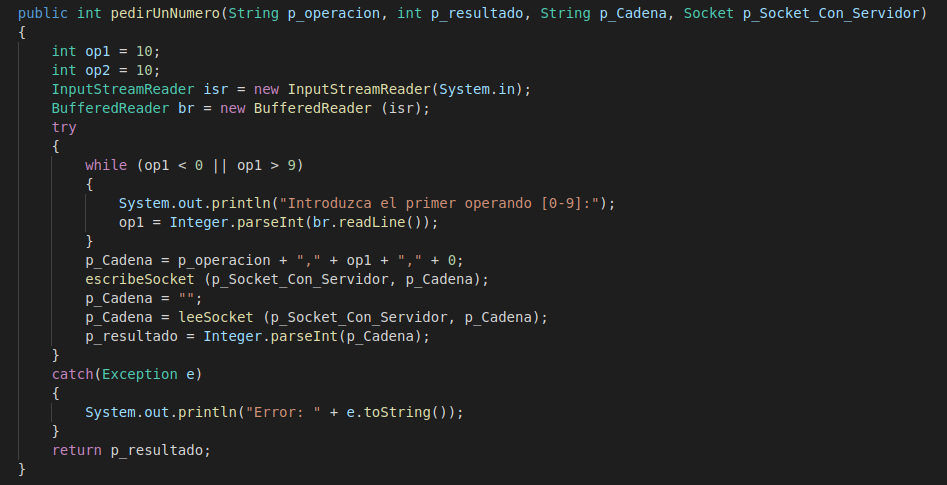 public int pedirUnNumero(String p_operacion, int p_resultado, String p_Cadena, Socket p_Socket_Con_Servidor)
{
    int op1 = 10;
    int op2 = 10;
    InputStreamReader isr = new InputStreamReader(System.in);
    BufferedReader br = new BufferedReader (isr);
    try
    {
        while (op1 < 0 || op1 > 9)
        {
            System.out.println("Introduzca el primer operando [0-9]:");
            op1 = Integer.parseInt(br.readLine());
        }
        p_Cadena = p_operacion + "," + op1 + "," + 0;
        escribeSocket (p_Socket_Con_Servidor, p_Cadena);
        p_Cadena = "";
        p_Cadena = leeSocket (p_Socket_Con_Servidor, p_Cadena);
        p_resultado = Integer.parseInt(p_Cadena);
    }
    catch(Exception e)
    {
        System.out.println("Error: " + e.toString());
    }
    return p_resultado;
}